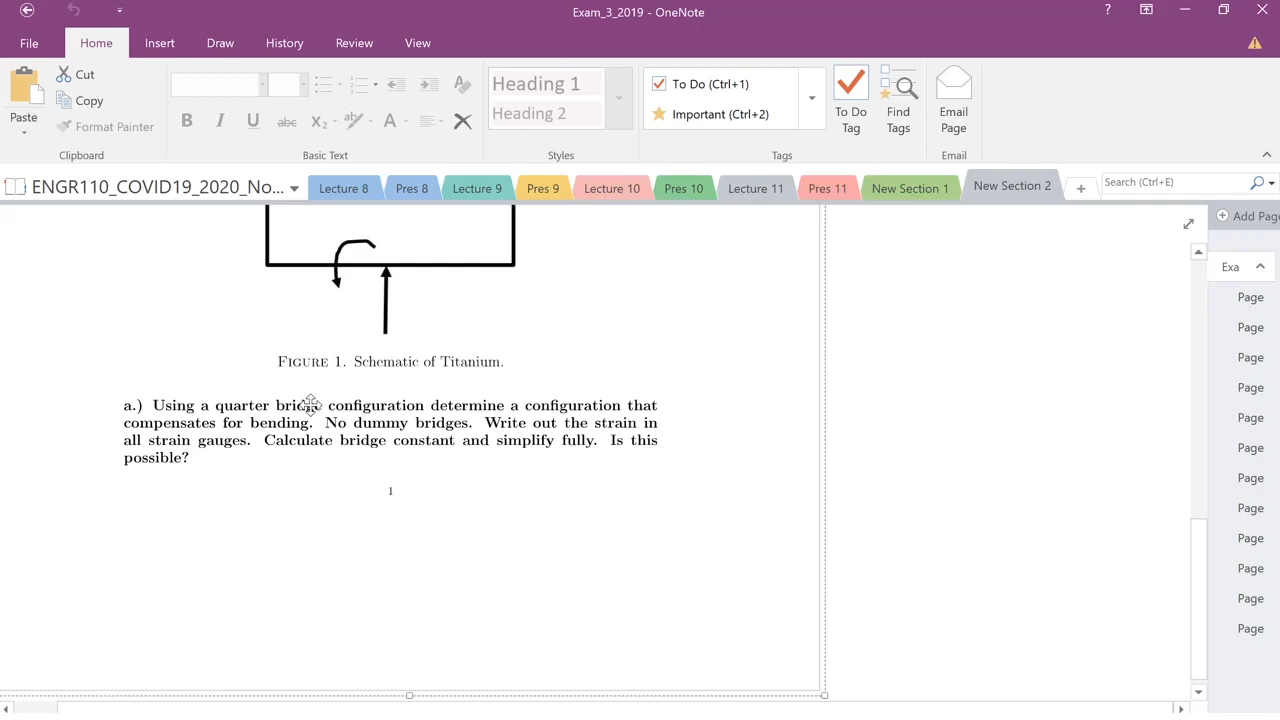 Exam_3_2019 - OneNote
?
File
Home
Insert
Draw
History
Review
View
Paste
Cut
Copy
Format Painter
Clipboard
B I U abc X₂ A
Basic Text
Heading 1
Heading 2
Styles
To Do (Ctrl+1)
Important (Ctrl+2)
Tags
To Do Tag
Find Tags
Email Page
Email
ENGR110_COVID19_2020_No...
Lecture 8
Pres 8
Lecture 9
Pres 9
Lecture 10
Pres 10
Lecture 11
Pres 11
New Section 1
New Section 2
+
Search (Ctrl+E)
Add Page
Exa
Page
Page
Page
Page
Page
Page
Page
Page
Page
Page
Page
Page
FIGURE 1. Schematic of Titanium.
a.) Using a quarter bridge configuration determine a configuration that
compensates for bending. No dummy bridges. Write out the strain in
all strain gauges. Calculate bridge constant and simplify fully. Is this
possible?
1